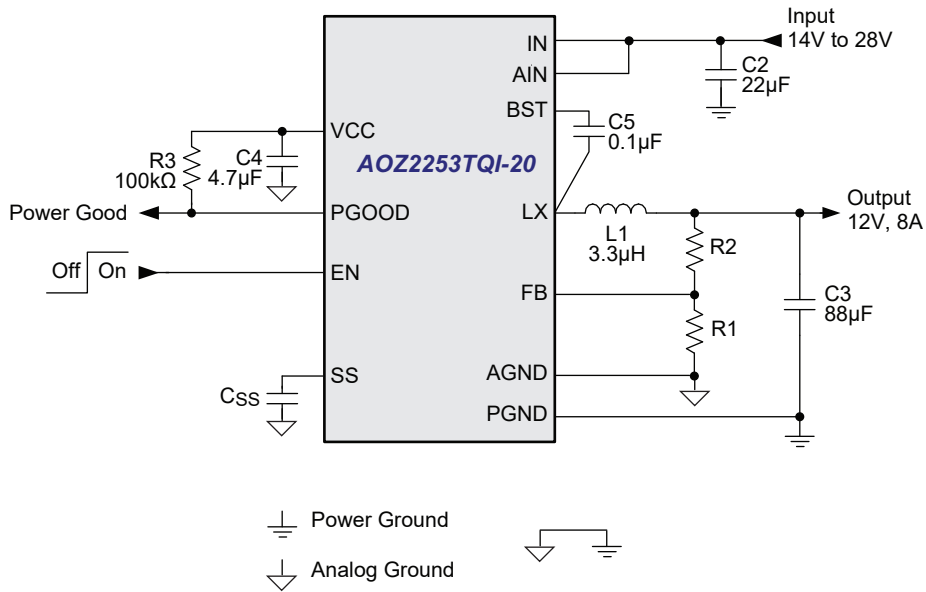 Input
14V to 28V
IN
AIN
C2
22µF
BST
C5
0.1µF
VCC
R3
100kΩ
C4
4.7µF
AOZ2253TQI-20
Power Good
PGOOD
LX
L1
3.3µH
Output
12V, 8A
R2
Off
On
EN
FB
C3
88µF
R1
SS
CSS
AGND
PGND
Power Ground
Analog Ground